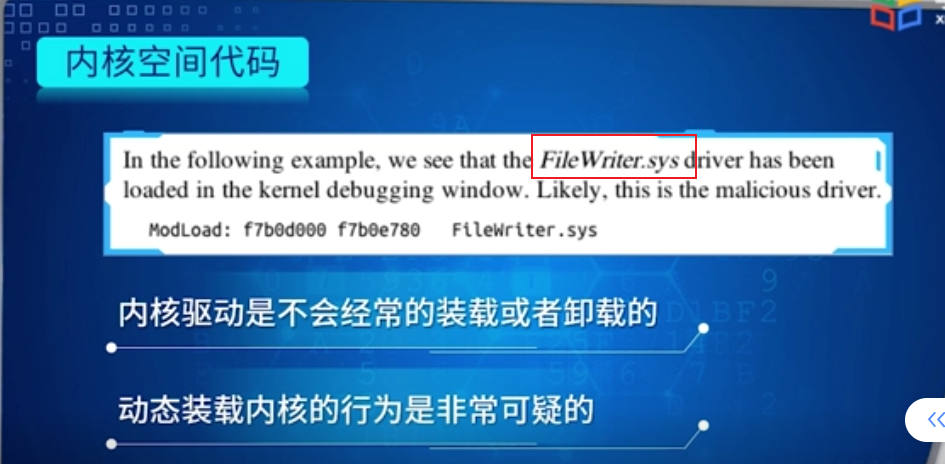 内核空间代码
In the following example, we see that the FileWriter.sys driver has been
loaded in the kernel debugging window. Likely, this is the malicious driver.
ModLoad: f7b0d000 f7b0e780 FileWriter.sys
内核驱动是不会经常的装载或者卸载的
动态装载内核的行为是非常可疑的